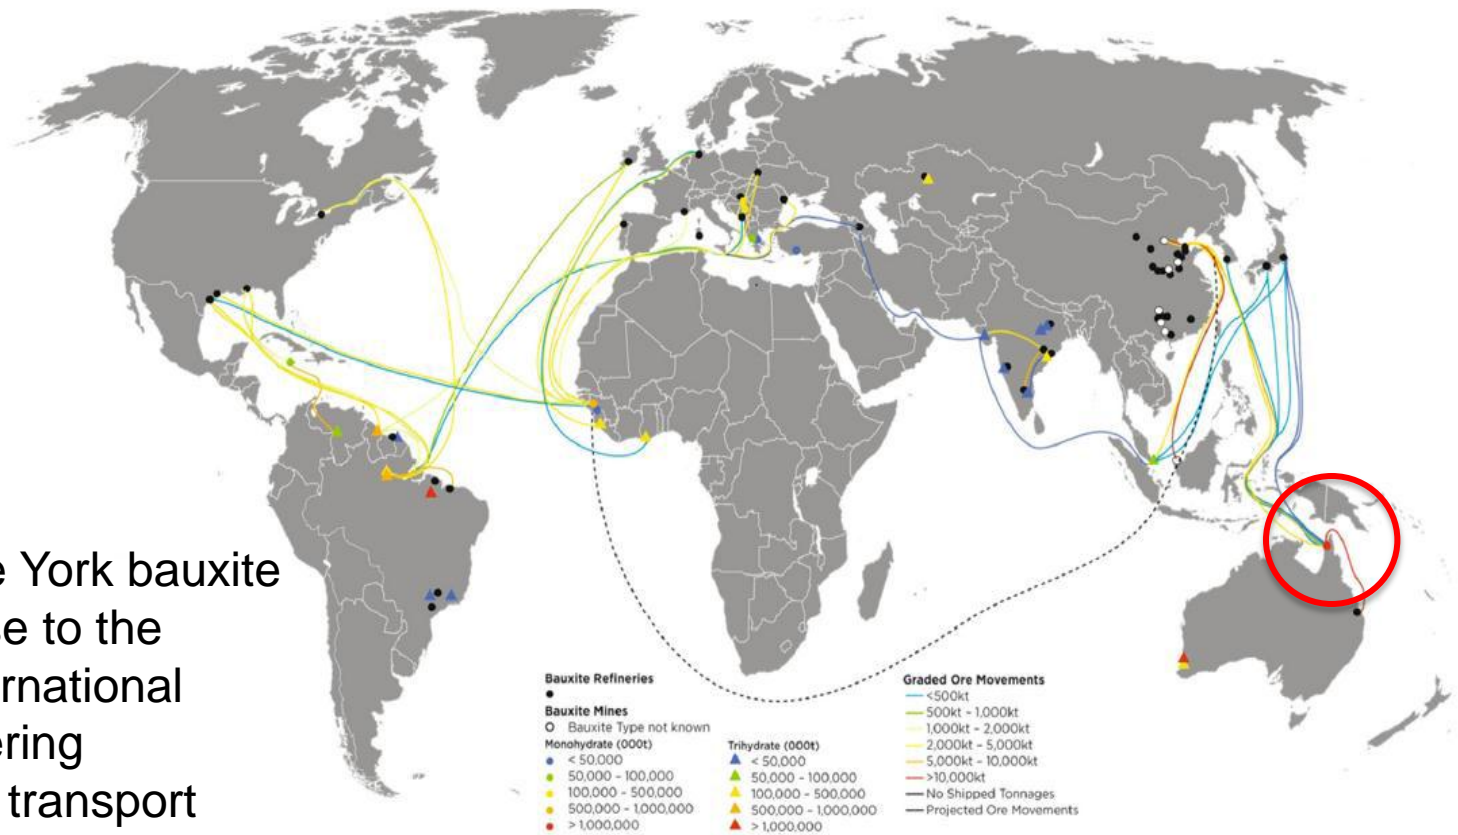 e York bauxite
se to the
ernational
ering
transport
Bauxite Refineries
Bauxite Mines
Bauxite Type not known
Monohydrate (000t)
< 50,000
50,000 - 100,000
100,000 - 500,000
500,000 - 1,000,000
> 1,000,000
Trihydrate (000t)
< 50,000
50,000 - 100,000
100,000 - 500,000
500,000 - 1,000,000
> 1,000,000
Graded Ore Movements
<500kt
500kt - 1,000kt
1,000kt - 2,000kt
2,000kt - 5,000kt
5,000kt - 10,000kt
>10,000kt
No Shipped Tonnages
Projected Ore Movements